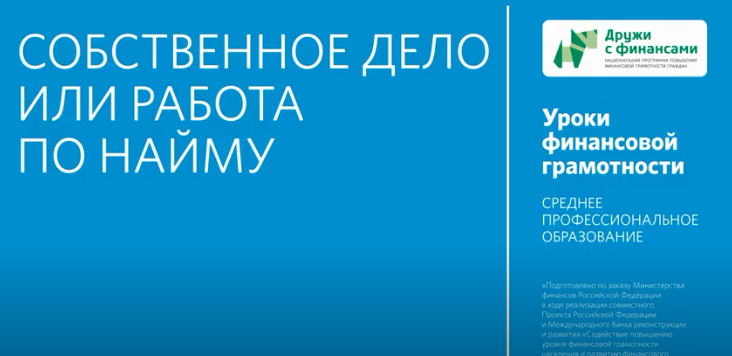 СОБСТВЕННОЕ ДЕЛО
ИЛИ РАБОТА
ПО НАЙМУ
Дружи
с финансами
НАЦИОНАЛЬНАЯ ПРОГРАММА ПОВЫШЕНИЯ
ФИНАНСОВОЙ ГРАМОТНОСТИ ГРАЖДАН
Уроки
финансовой
грамотности
СРЕДНЕЕ
ПРОФЕССИОНАЛЬНОЕ
ОБРАЗОВАНИЕ
«Подготовлено по заказу Министерства
финансов Российской Федерации
в ходе реализации совместного
Проекта Российской Федерации
и Международного банка реконструкции
и развития «Содействие повышению
уровня финансовой грамотности
населения и развитию финансового